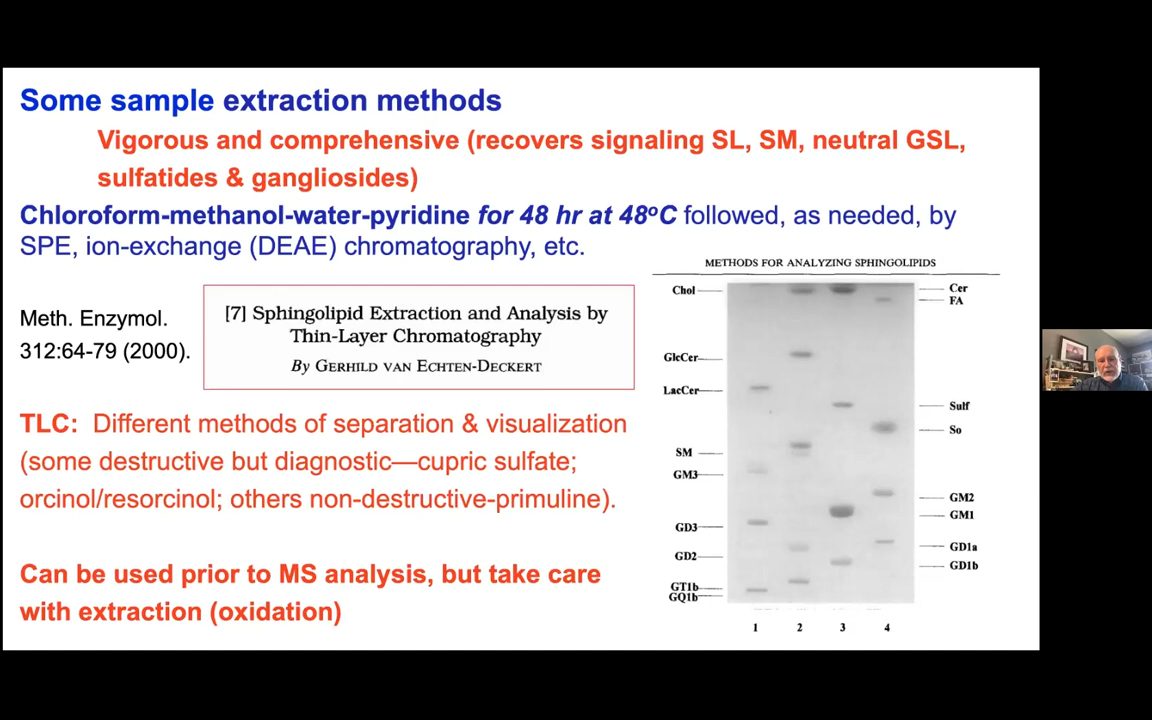 Some sample extraction methods
Vigorous and comprehensive (recovers signaling SL, SM, neutral GSL,
sulfatides & gangliosides)
Chloroform-methanol-water-pyridine for 48 hr at 48ºC followed, as needed, by
SPE, ion-exchange (DEAE) chromatography, etc.
Meth. Enzymol.
312:64-79 (2000).
[7] Sphingolipid Extraction and Analysis by
Thin-Layer Chromatography
By GERHILD VAN ECHTEN-DECKERT
TLC: Different methods of separation & visualization
(some destructive but diagnostic—cupric sulfate;
orcinol/resorcinol; others non-destructive-primuline).
Can be used prior to MS analysis, but take care
with extraction (oxidation)
METHODS FOR ANALYZING SPHINGOLIPIDS
Chol
GlcCer
LacCer
SM
GM3
GD3
GD2
GT1b
GQ1b
Cer
FA
Sulf
So
GM2
GM1
GD1a
GD1b
1 2 3 4